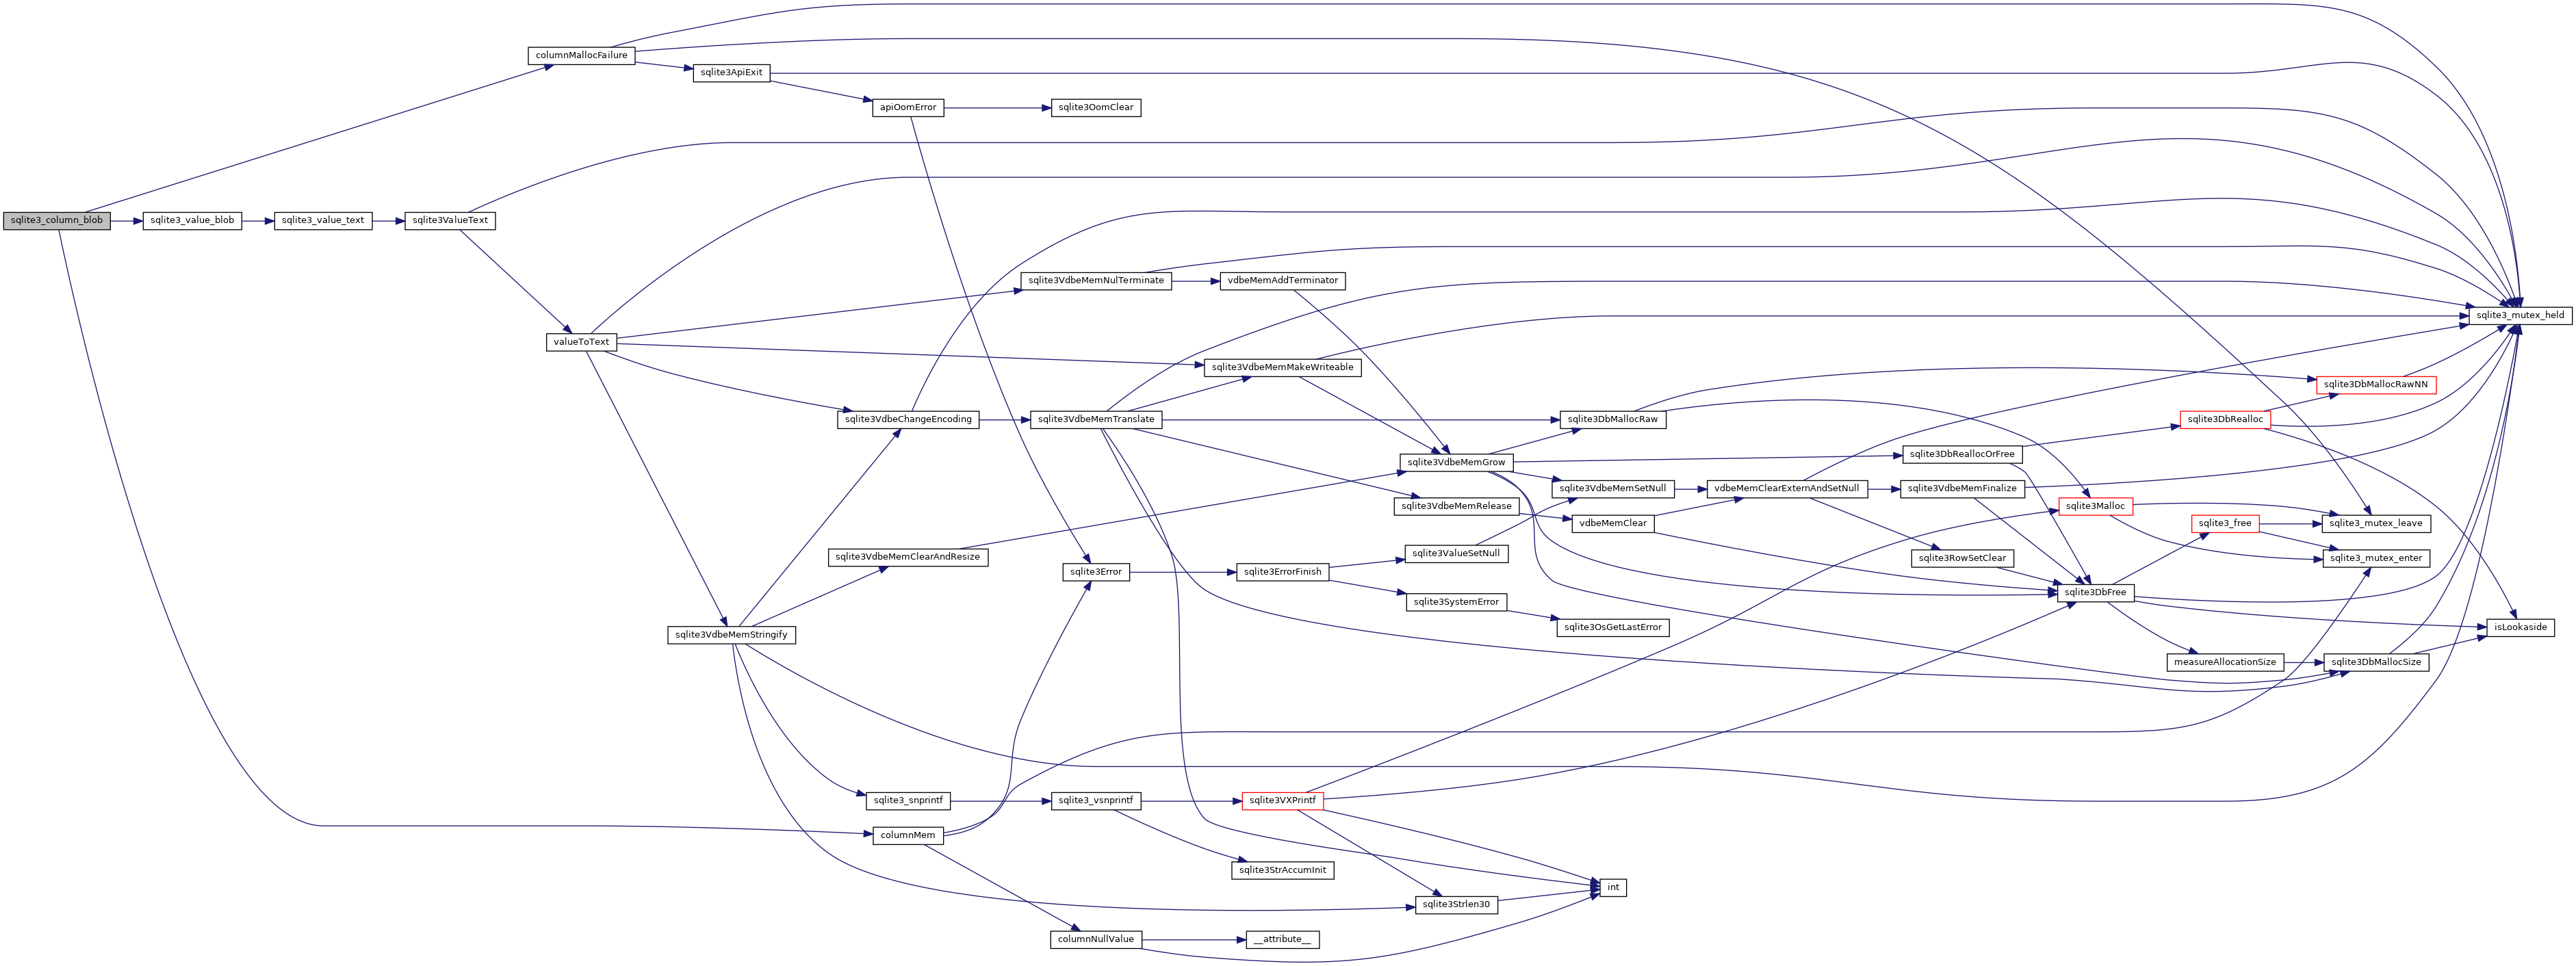 columnMallocFailure
sqlite3ApiExit
apiOomError
sqlite3OomClear
sqlite3_column_blob
sqlite3_value_blob
sqlite3_value_text
sqlite3ValueText
sqlite3VdbeMemNulTerminate
vdbeMemAddTerminator
sqlite3_mutex_held
valueToText
sqlite3VdbeMemMakeWriteable
sqlite3DbMallocRawNN
sqlite3VdbeChangeEncoding
sqlite3VdbeMemTranslate
sqlite3DbMallocRaw
sqlite3DbRealloc
sqlite3VdbeMemGrow
sqlite3DbReallocOrFree
sqlite3VdbeMemSetNull
vdbeMemClearExternAndSetNull
sqlite3VdbeMemFinalize
sqlite3VdbeMemRelease
sqlite3Malloc
vdbeMemClear
sqlite3_free
sqlite3_mutex_leave
sqlite3VdbeMemClearAndResize
sqlite3ValueSetNull
sqlite3RowSetClear
sqlite3_mutex_enter
sqlite3Error
sqlite3ErrorFinish
sqlite3DbFree
sqlite3SystemError
sqlite3OsGetLastError
isLookaside
sqlite3VdbeMemStringify
measureAllocationSize
sqlite3DbMallocSize
sqlite3_snprintf
sqlite3_vsnprintf
sqlite3VXPrintf
columnMem
sqlite3StrAccumInit
int
sqlite3Strlen30
columnNullValue
__attribute__